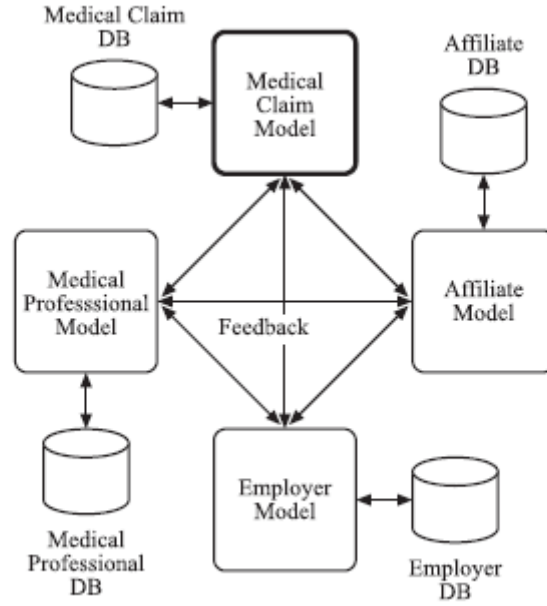 Medical Claim
DB
Medical
Claim
Model
Affiliate
DB
Medical
Professsional
Model
Feedback
Affiliate
Model
Employer
Model
Medical
Professional
DB
Employer
DB